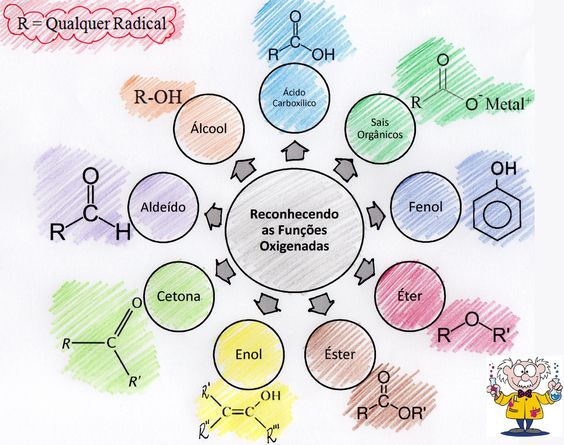 R = Qualquer Radical
Reconhecendo
as Funções
Oxigenadas
Ácido
Carboxílico
O
R
OH
Sais
Orgânicos
O
R
O⁻Metal⁺
Fenol
OH
Éter
R
O
R'
Éster
O
R
C
OR'
Enol
R'
OH
C=C
R''
R'''
Cetona
O
R
C
R'
Aldeído
O
R
C
H
Álcool
R-OH